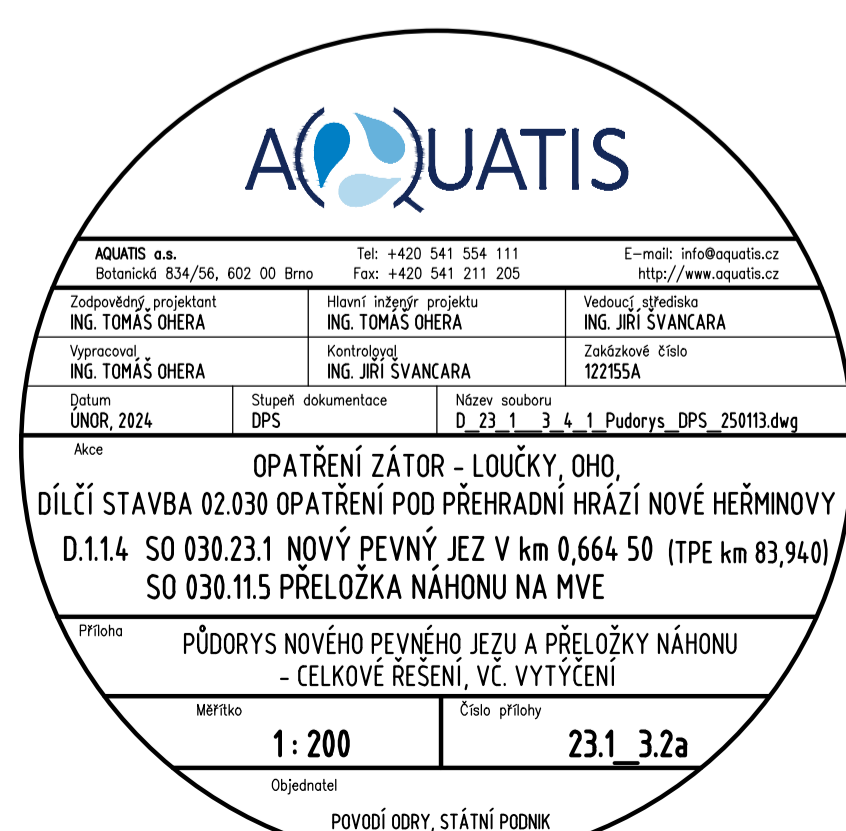 AQUATIS
AQUATIS a.s. Tel: +420 541 554 111 E-mail: info@aquatis.cz
Botanická 834/56, 602 00 Brno Fax: +420 541 211 205 http://www.aquatis.cz
Zodpovědný projektant Hlavní inženýr projektu Vedoucí střediska
ING. TOMÁŠ OHERA ING. TOMÁŠ OHERA ING. JIŘÍ ŠVANCARA
Vypracoval Kontroloval Zakázkové číslo
ING. TOMÁŠ OHERA ING. JIŘÍ ŠVANCARA 122155A
Datum Stupeň dokumentace Název souboru
ÚNOR, 2024 DPS D_23_1__3_4_1_Pudorys_DPS_250113.dwg
Akce
OPATŘENÍ ZÁTOR - LOUČKY, OHO,
DÍLČÍ STAVBA 02.030 OPATŘENÍ POD PŘEHRADNÍ HRÁZÍ NOVÉ HEŘMINOVY
D.1.1.4 SO 030.23.1 NOVÝ PEVNÝ JEZ V km 0,664 50 (TPE km 83,940)
SO 030.11.5 PŘELOŽKA NÁHONU NA MVE
Příloha
PŮDORYS NOVÉHO PEVNÉHO JEZU A PŘELOŽKY NÁHONU
- CELKOVÉ ŘEŠENÍ, VČ. VYTÝČENÍ
Měřítko Číslo přílohy
1 : 200 23.1_3.2a
Objednatel
POVODÍ ODRY, STÁTNÍ PODNIK